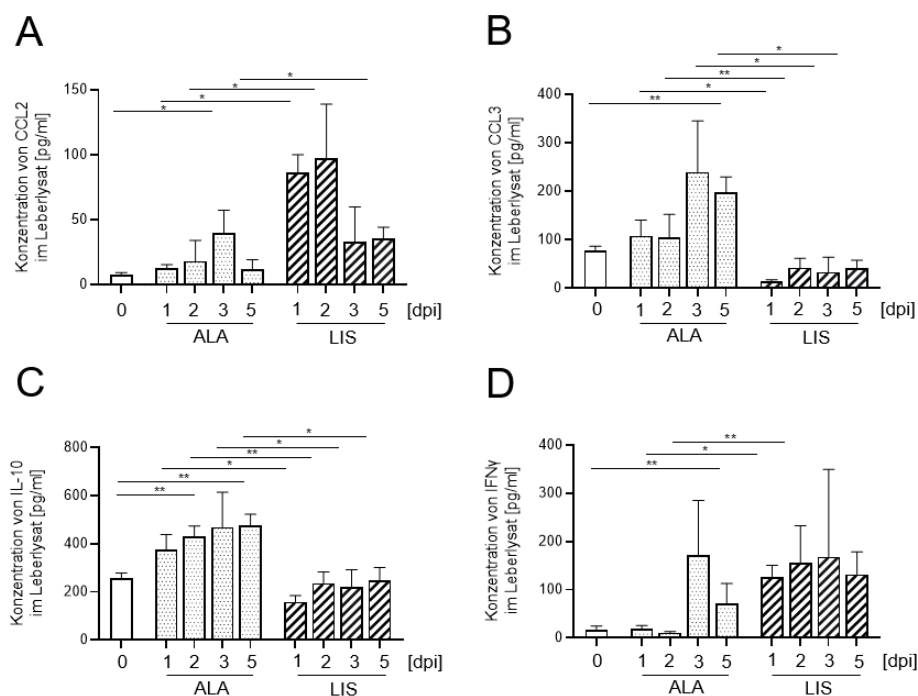 A
Konzentration von CCL2
im Leberlysat [pg/ml]
150
100
50
0
*
*
*
*
0 1 2 3 5 1 2 3 5 [dpi]
ALA LIS
B
Konzentration von CCL3
im Leberlysat [pg/ml]
400
300
200
100
0
*
*
**
*
**
0 1 2 3 5 1 2 3 5 [dpi]
ALA LIS
C
Konzentration von IL-10
im Leberlysat [pg/ml]
800
600
400
200
0
*
*
**
*
**
**
0 1 2 3 5 1 2 3 5 [dpi]
ALA LIS
D
Konzentration von IFNγ
im Leberlysat [pg/ml]
400
300
200
100
0
**
*
**
0 1 2 3 5 1 2 3 5 [dpi]
ALA LIS